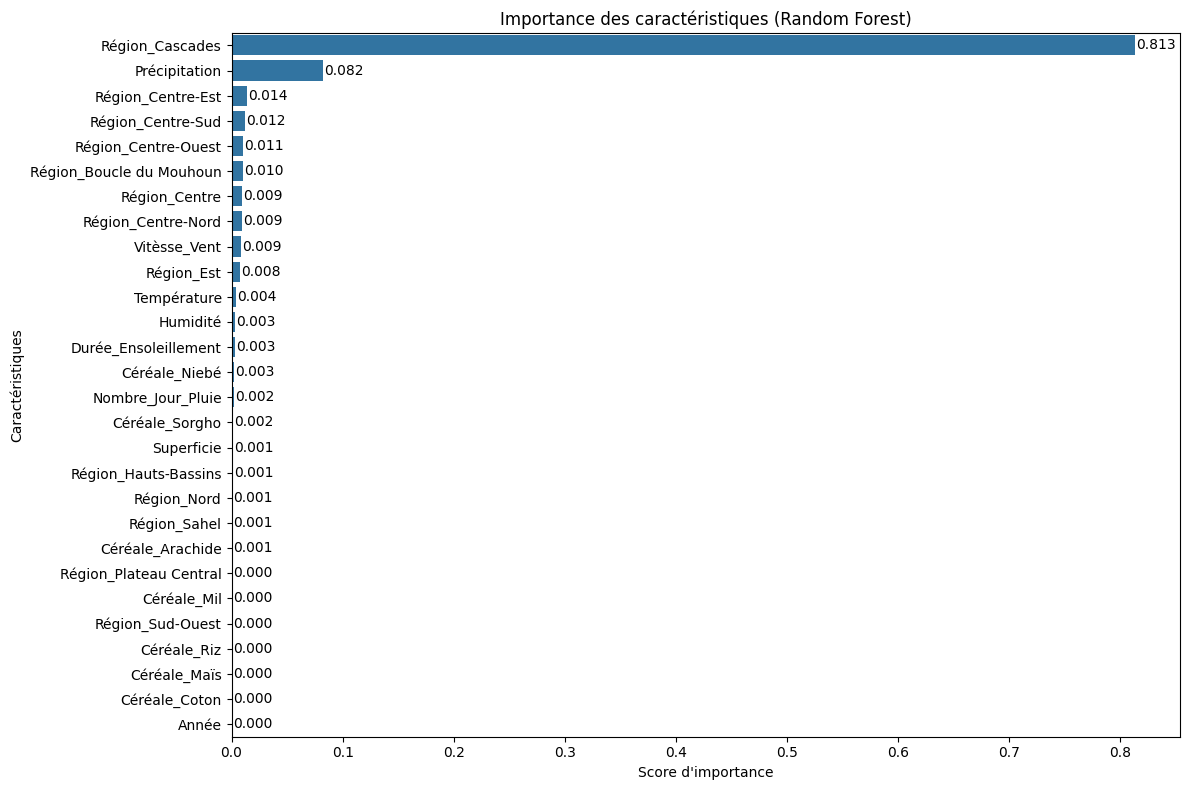 Importance des caractéristiques (Random Forest)
Région_Cascades 0.813
Précipitation 0.082
Région_Centre-Est 0.014
Région_Centre-Sud 0.012
Région_Centre-Ouest 0.011
Région_Boucle du Mouhoun 0.010
Région_Centre 0.009
Région_Centre-Nord 0.009
Vitèsse_Vent 0.009
Région_Est 0.008
Température 0.004
Humidité 0.003
Durée_Ensoleillement 0.003
Céréale_Niebé 0.003
Nombre_Jour_Pluie 0.002
Céréale_Sorgho 0.002
Superficie 0.001
Région_Hauts-Bassins 0.001
Région_Nord 0.001
Région_Sahel 0.001
Céréale_Arachide 0.001
Région_Plateau Central 0.000
Céréale_Mil 0.000
Région_Sud-Ouest 0.000
Céréale_Riz 0.000
Céréale_Maïs 0.000
Céréale_Coton 0.000
Année 0.000
Caractéristiques
0.0 0.1 0.2 0.3 0.4 0.5 0.6 0.7 0.8
Score d'importance